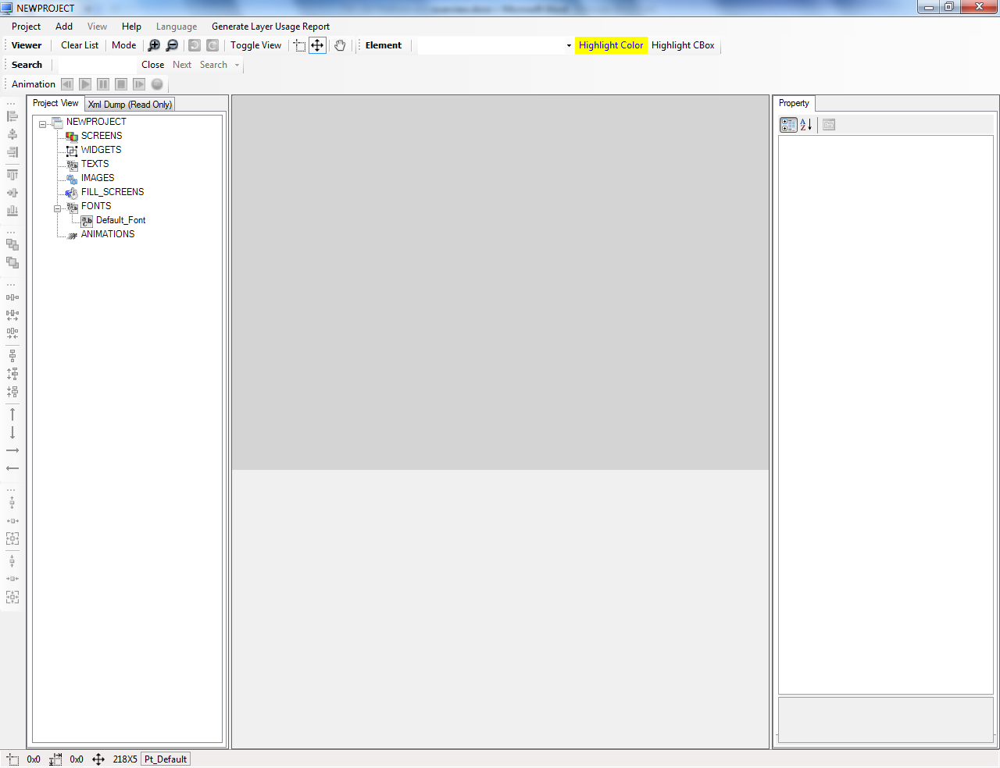 NEWPROJECT
Project Add View Help Language Generate Layer Usage Report
Viewer Clear List Mode Toggle View Element Highlight Color Highlight CBox
Search Close Next Search
Animation
Project View Xml Dump (Read Only)
NEWPROJECT
SCREENS
WIDGETS
TEXTS
IMAGES
FILL_SCREENS
FONTS
Default_Font
ANIMATIONS
Property
0x0 0x0 218X5 Pt_Default